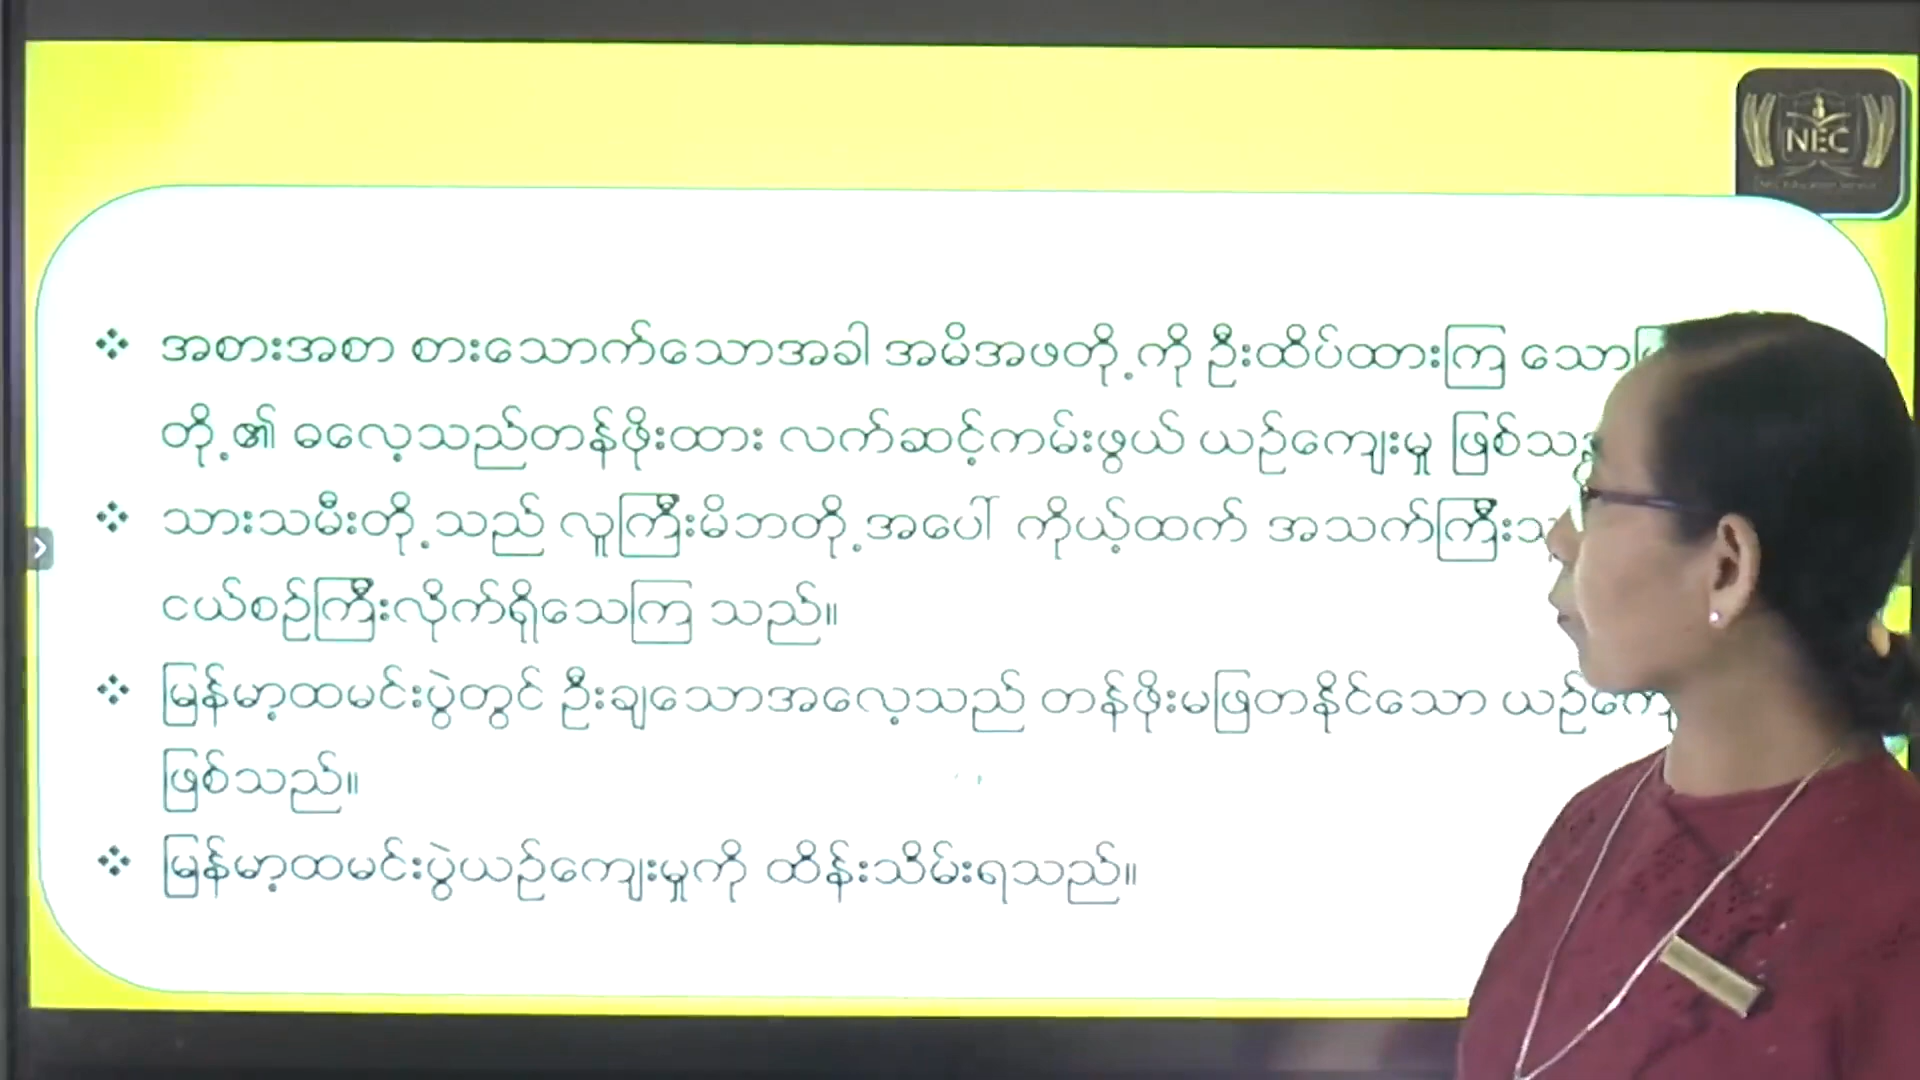 NEC
အစားအစာ စားသောက်သောအခါ အမိအဖတို့ကို ဦးထိပ်ထားကြ သော
တို့၏ ဓလေ့သည်တန်ဖိုးထား လက်ဆင့်ကမ်းဖွယ် ယဉ်ကျေးမှု ဖြစ်သည်
သားသမီးတို့သည် လူကြီးမိဘတို့အပေါ် ကိုယ့်ထက် အသက်ကြီး
ငယ်စဉ်ကြီးလိုက်ရိုသေကြ သည်။
မြန်မာ့ထမင်းပွဲတွင် ဦးချသောအလေ့သည် တန်ဖိုးမဖြတနိုင်သော
ဖြစ်သည်။
မြန်မာ့ထမင်းပွဲယဉ်ကျေးမှုကို ထိန်းသိမ်းရသည်။